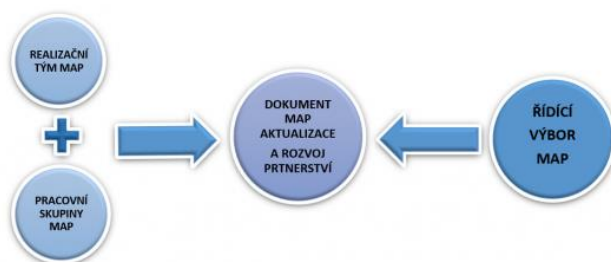 REALIZAČNÍ
TÝM MAP
PRACOVNÍ
SKUPINY
MAP
DOKUMENT
MAP
AKTUALIZACE
A ROZVOJ
PRTNERSTVÍ
ŘÍDÍCÍ
VÝBOR
MAP